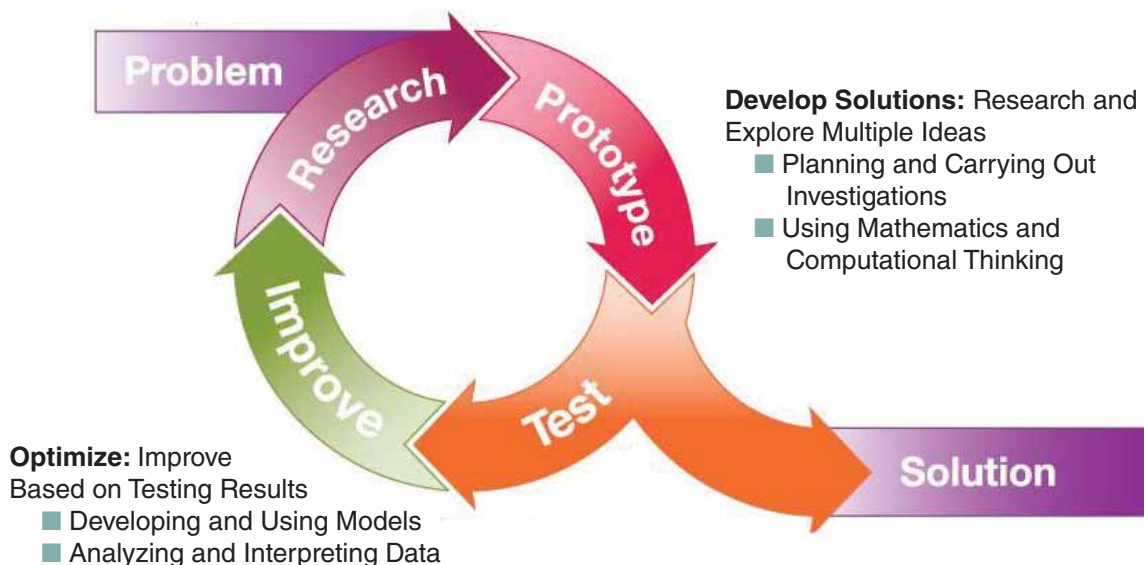 Problem
Research
Prototype
Develop Solutions: Research and
Explore Multiple Ideas
■ Planning and Carrying Out
Investigations
■ Using Mathematics and
Computational Thinking
Improve
Test
Optimize: Improve
Based on Testing Results
■ Developing and Using Models
■ Analyzing and Interpreting Data
Solution